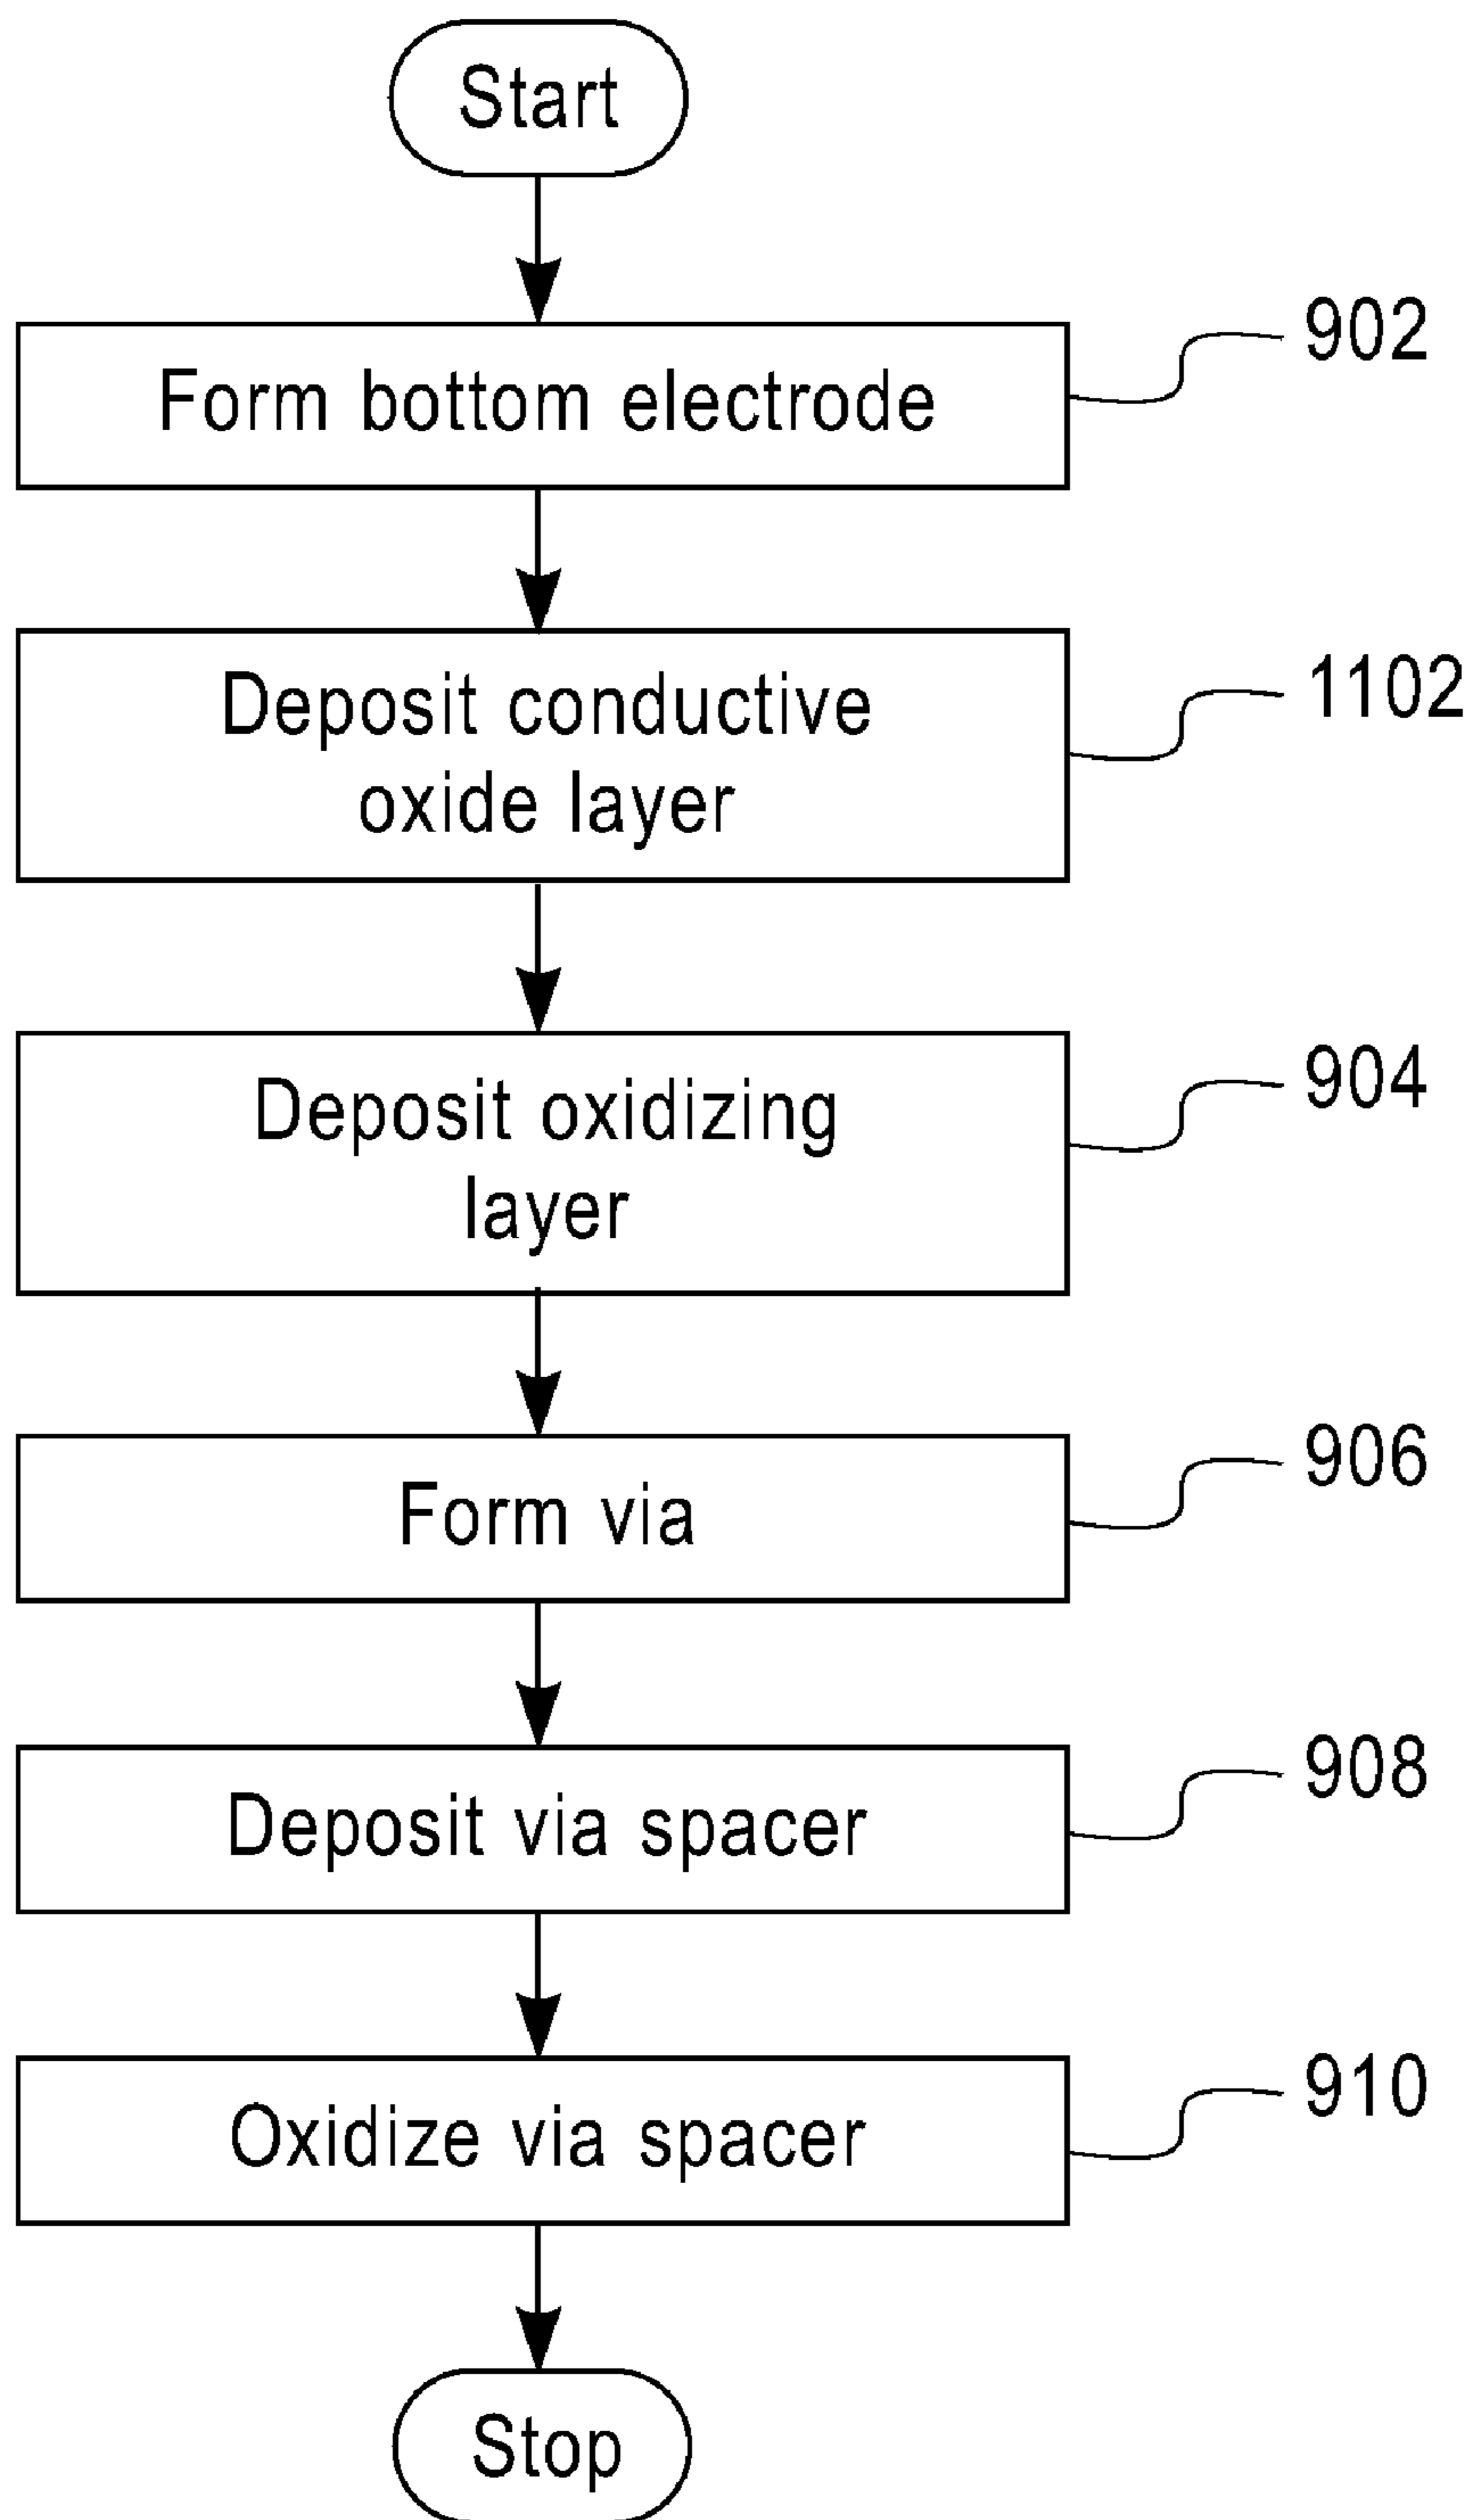 Start
902
Form bottom electrode
1102
Deposit conductive
oxide layer
904
Deposit oxidizing
layer
906
Form via
908
Deposit via spacer
910
Oxidize via spacer
Stop